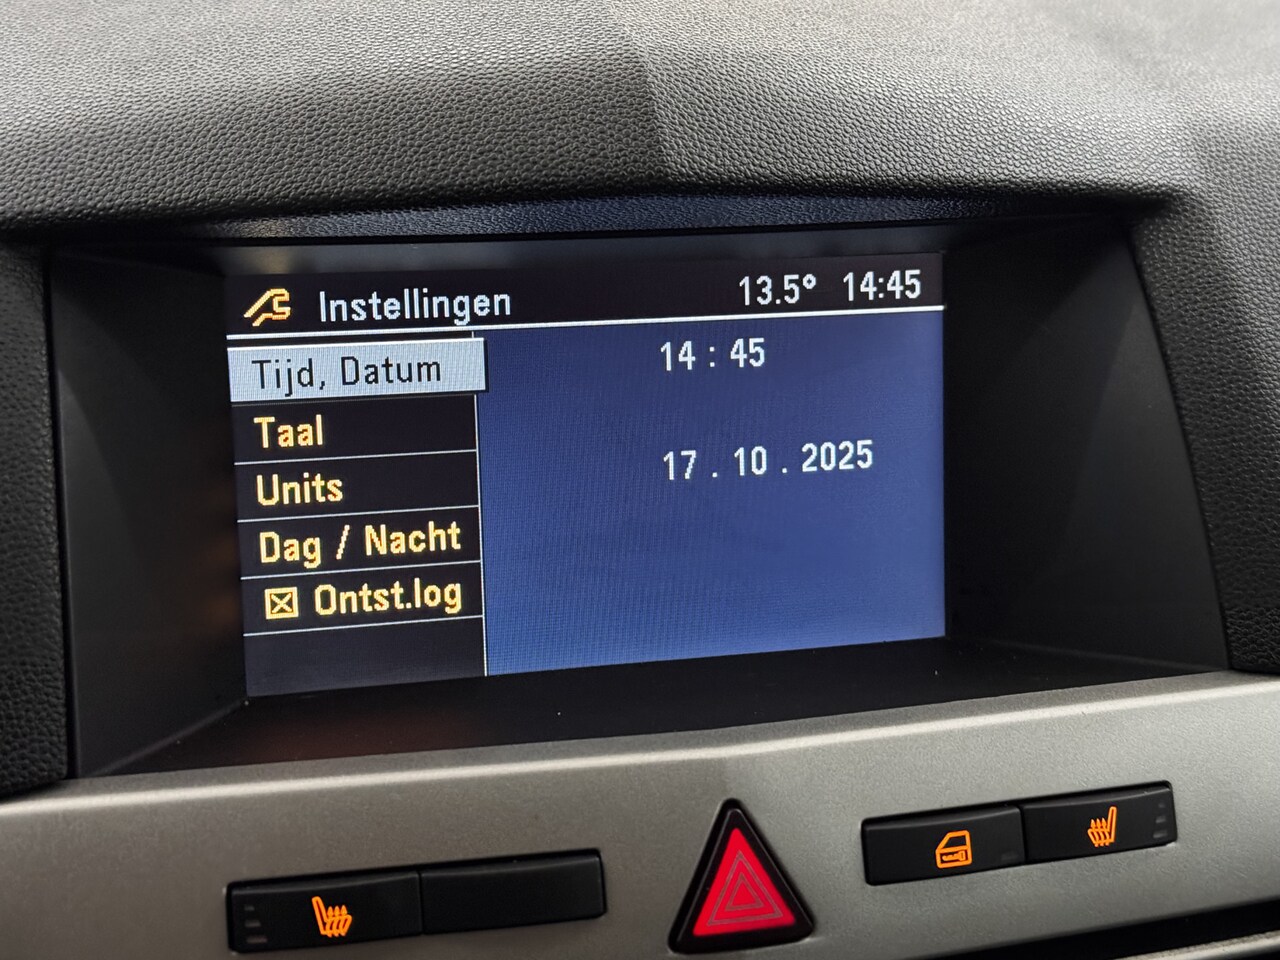 Instellingen 13.5° 14:45
Tijd, Datum
14 : 45
Taal
17 . 10 . 2025
Units
Dag / Nacht
Ontst.log